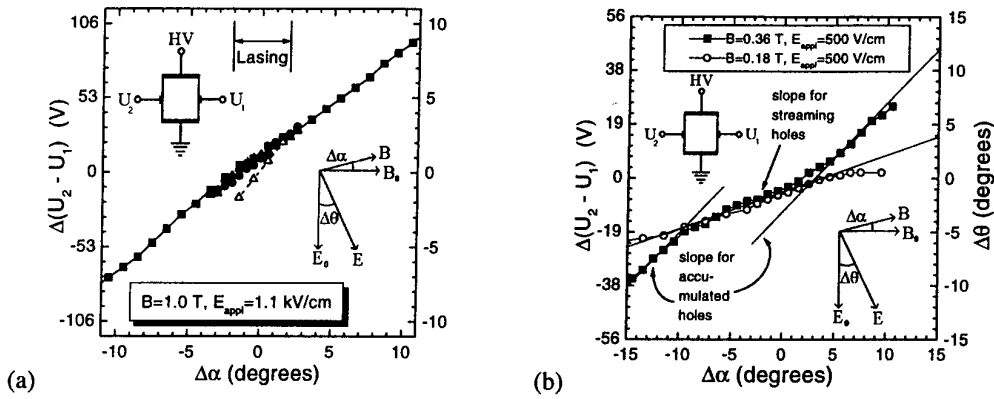 (a)
Δ(U₂ - U₁) (V)
106
53
0
-53
-106
10
5
0
-5
-10
Lasing
HV
U₂
U₁
Δα
B
B₀
Δθ
E₀
E
B=1.0 T, Eappl=1.1 kV/cm
-10
-5
0
5
10
Δα (degrees)
(b)
Δ(U₂ - U₁) (V)
56
38
19
0
-19
-38
56
15
10
5
0
-5
-10
-15
Δθ (degrees)
B=0.36 T, Eappl=500 V/cm
B=0.18 T, Eappl=500 V/cm
HV
U₂
U₁
slope for
streaming
holes
slope for
accu-
mulated
holes
Δα
B
B₀
Δθ
E₀
E
-15
-10
-5
0
5
10
15
Δα (degrees)